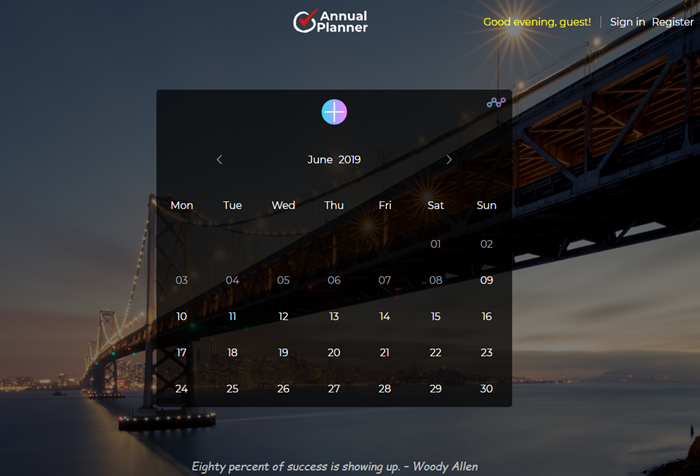 Annual
Planner
Good evening, guest! Sign in Register
June 2019
Mon Tue Wed Thu Fri Sat Sun
01 02
03 04 05 06 07 08 09
10 11 12 13 14 15 16
17 18 19 20 21 22 23
24 25 26 27 28 29 30
Eighty percent of success is showing up. – Woody Allen